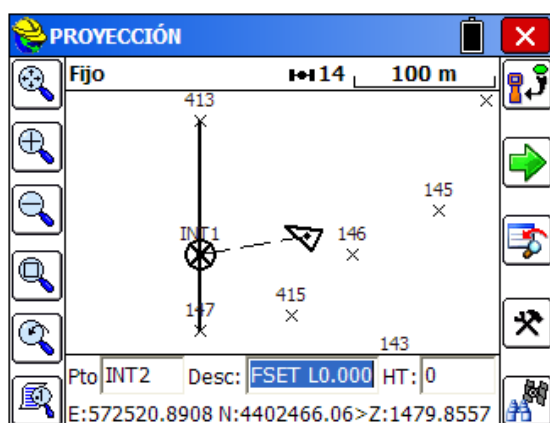 PROYECCIÓN
Fijo 14 100 m
413
145
INT1 146
415
147
143
Pto INT2 Desc: FSET L0.000 HT: 0
E:572520.8908 N:4402466.06>Z:1479.8557